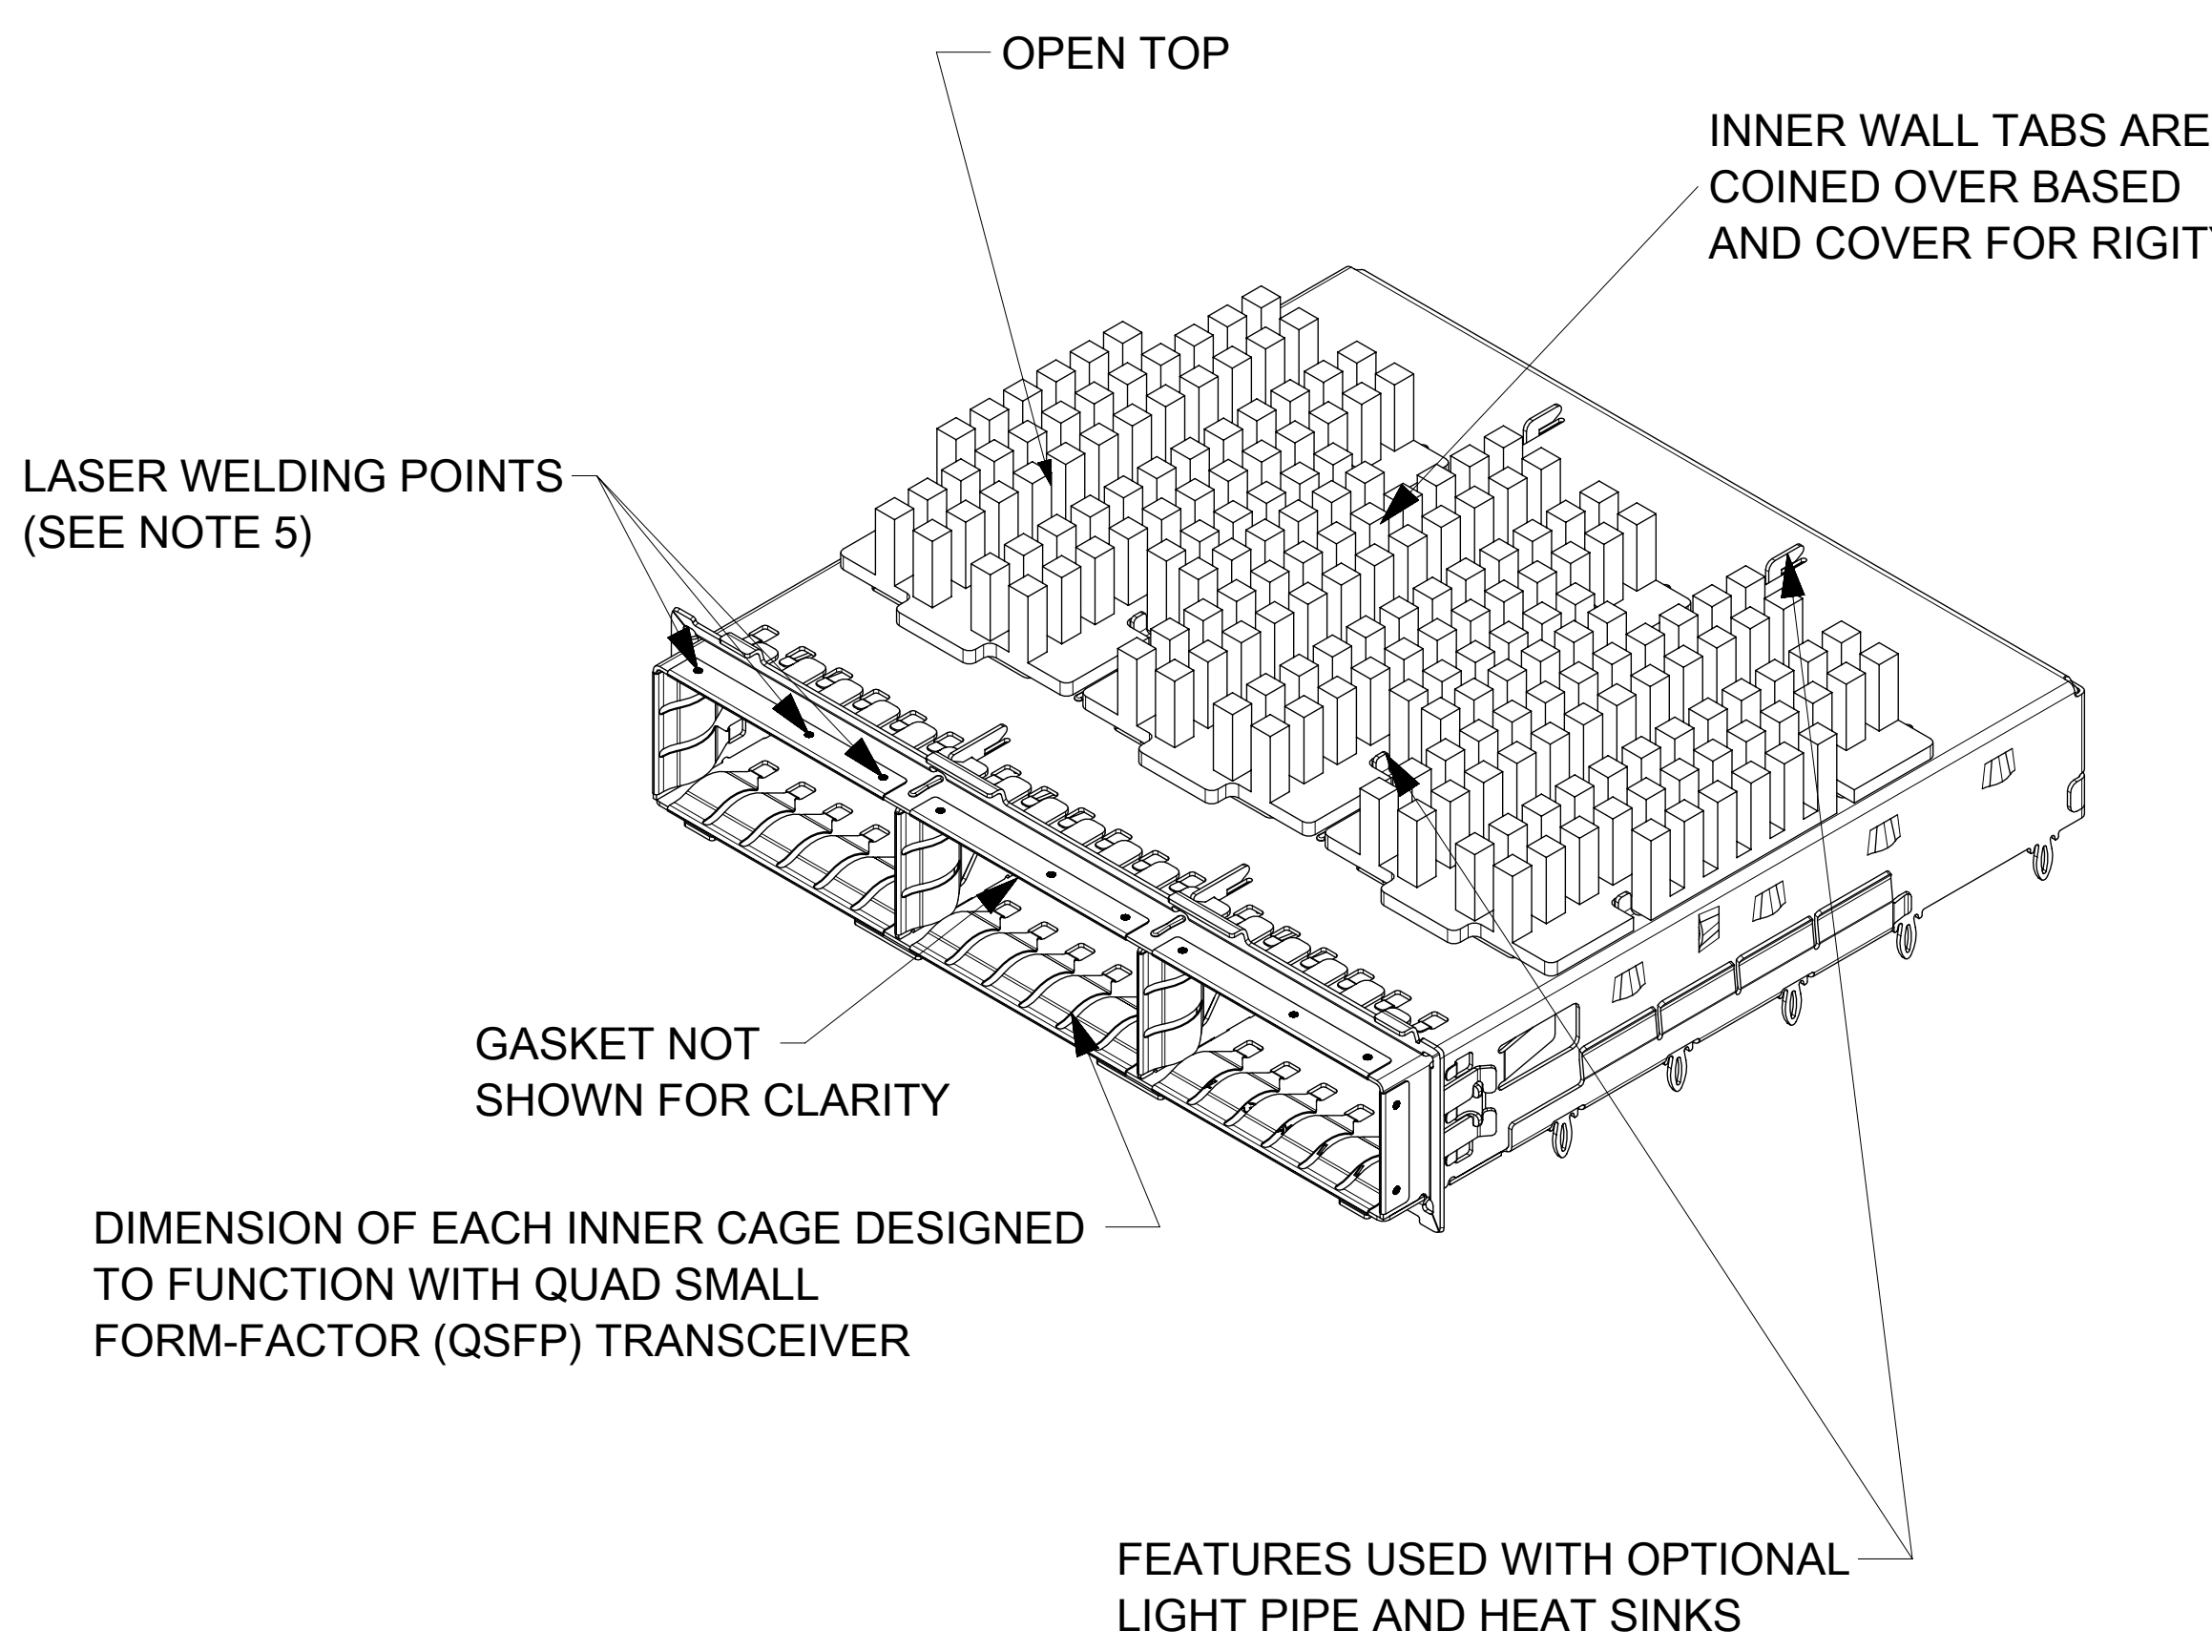 OPEN TOP
INNER WALL TABS ARE
COINED OVER BASED
AND COVER FOR RIGITY
LASER WELDING POINTS
(SEE NOTE 5)
GASKET NOT
SHOWN FOR CLARITY
DIMENSION OF EACH INNER CAGE DESIGNED
TO FUNCTION WITH QUAD SMALL
FORM-FACTOR (QSFP) TRANSCEIVER
FEATURES USED WITH OPTIONAL
LIGHT PIPE AND HEAT SINKS